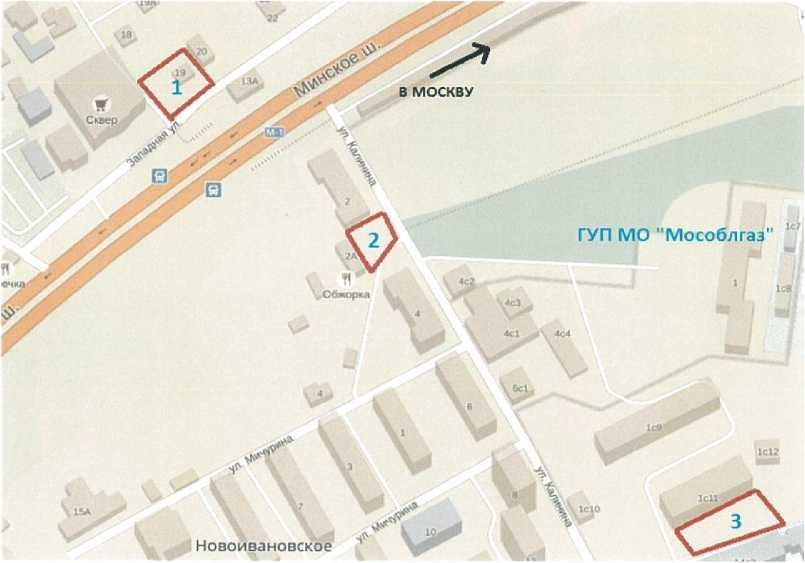 19А
22
18
20
19
1
13А
Минское ш.
В МОСКВУ
Сквер
Западная ул.
М-1
ул. Калинина
2
2
2А
Обжорка
ечка
ш.
ГУП МО "Мособлгаз"
1с7
1
1с8
4с2
4с3
4с1
4с4
4
4
6с1
6
1
3
7
ул. Мичурина
15А
1с9
1с12
1с11
3
8
1с10
ул. Калинина
ул. Мичурина
10
Новоивановское